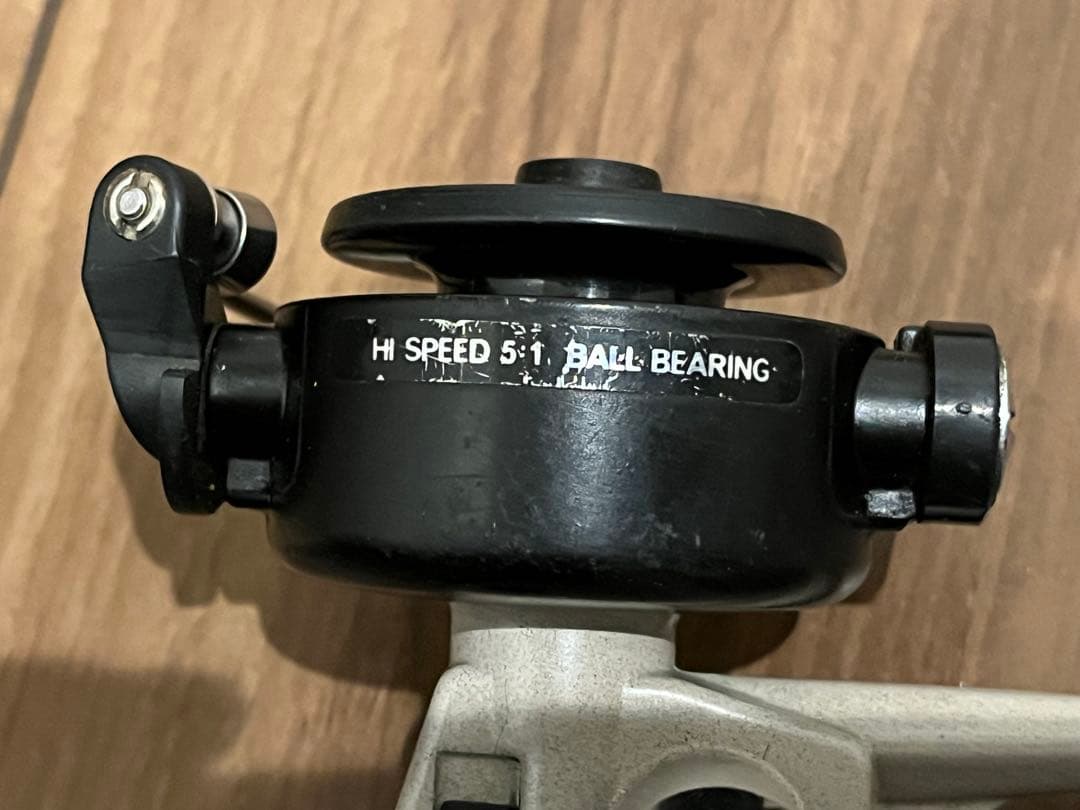 HI SPEED 5:1 BALL BEARING